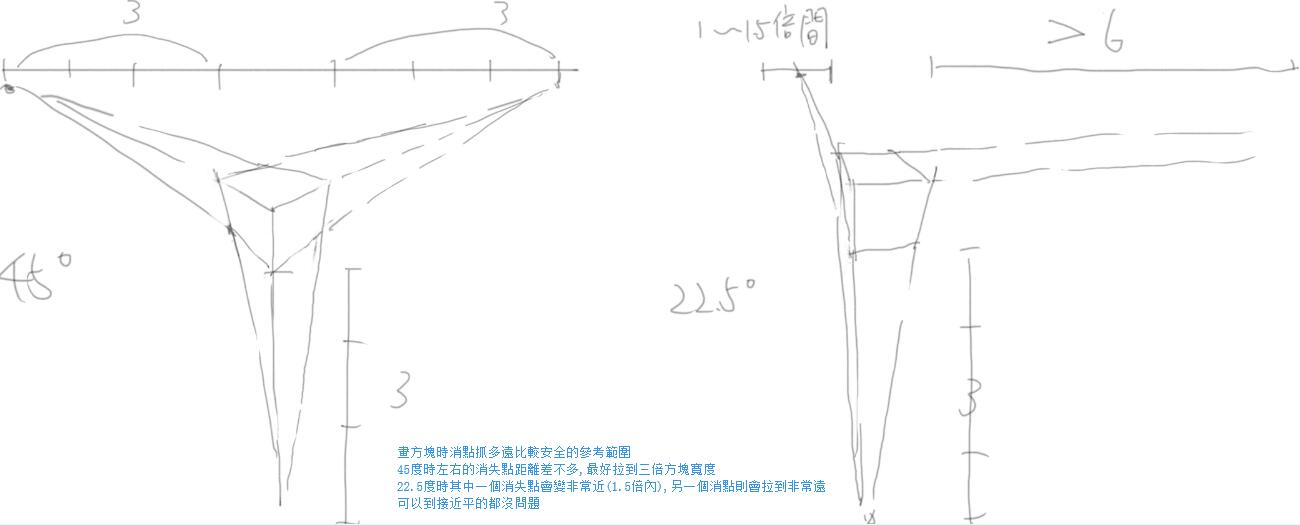 3
3
1~1.5倍間
>6
45°
22.5°
3
3
畫方塊時消點抓多遠比較安全的參考範圍
45度時左右的消失點距離差不多,最好拉到三倍方塊寬度
22.5度時其中一個消失點會變非常近(1.5倍內),另一個消點則會拉到非常遠
可以到接近平的都沒問題